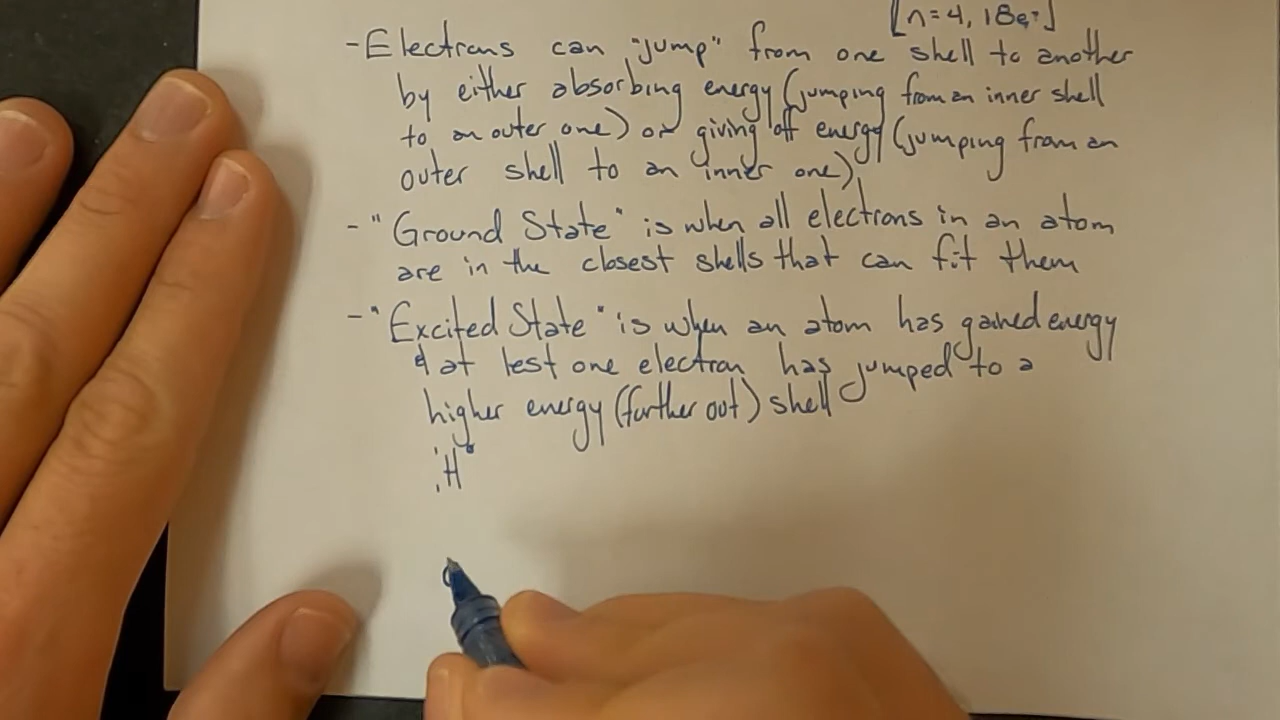 [n=4, 18e-]
-Electrons can "jump" from one shell to another
by either absorbing energy (jumping from an inner shell
to an outer one) or giving off energy (jumping from an
outer shell to an inner one).
-"Ground State" is when all electrons in an atom
are in the closest shells that can fit them
-"Excited State" is when an atom has gained energy
& at lest one electron has jumped to a
higher energy (further out) shell
H